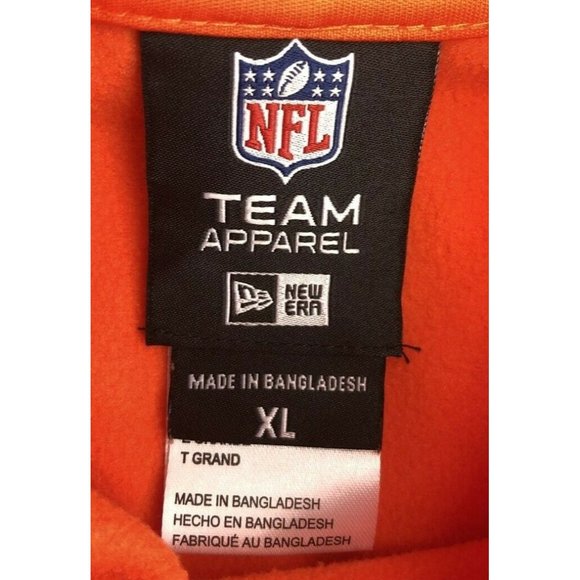 NFL
TEAM
APPAREL
NEW
ERA
MADE IN BANGLADESH
XL
T GRAND
MADE IN BANGLADESH
HECHO EN BANGLADESH
FABRIQUÉ AU BANGLADESH